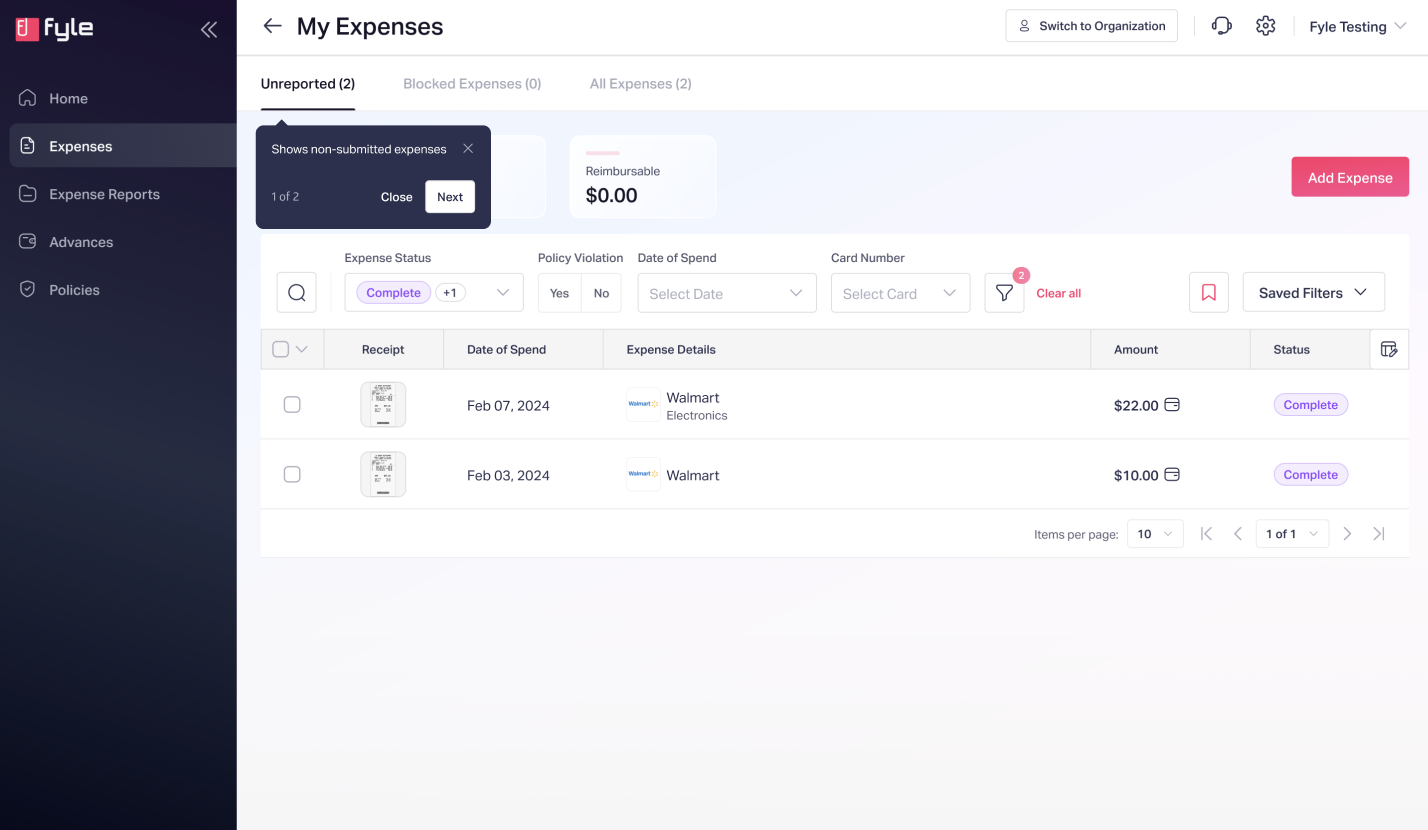 fyle
My Expenses
Switch to Organization
Fyle Testing
Home
Expenses
Expense Reports
Advances
Policies
Unreported (2)
Blocked Expenses (0)
All Expenses (2)
Shows non-submitted expenses
1 of 2
Close
Next
Reimbursable
$0.00
Add Expense
Expense Status
Policy Violation
Date of Spend
Card Number
Complete
+1
Yes
No
Select Date
Select Card
2
Clear all
Saved Filters
Receipt
Date of Spend
Expense Details
Amount
Status
Feb 07, 2024
Walmart
Walmart
Electronics
$22.00
Complete
Feb 03, 2024
Walmart
Walmart
$10.00
Complete
Items per page:
10
1 of 1